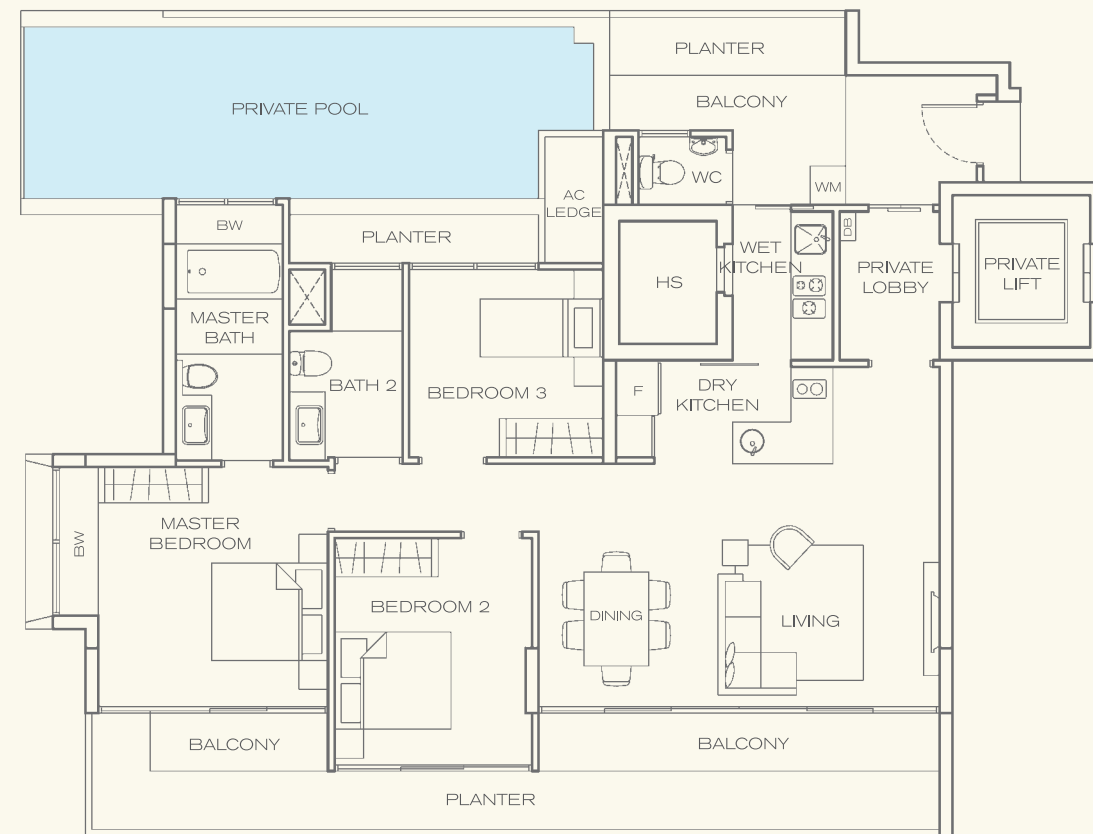 PLANTER
PRIVATE POOL
BALCONY
WC
WM
AC
LEDGE
BW
PLANTER
DB
WET
KITCHEN
HS
PRIVATE
LOBBY
PRIVATE
LIFT
MASTER
BATH
BATH 2
BEDROOM 3
F
DRY
KITCHEN
BW
MASTER
BEDROOM
BEDROOM 2
DINING
LIVING
BALCONY
BALCONY
PLANTER